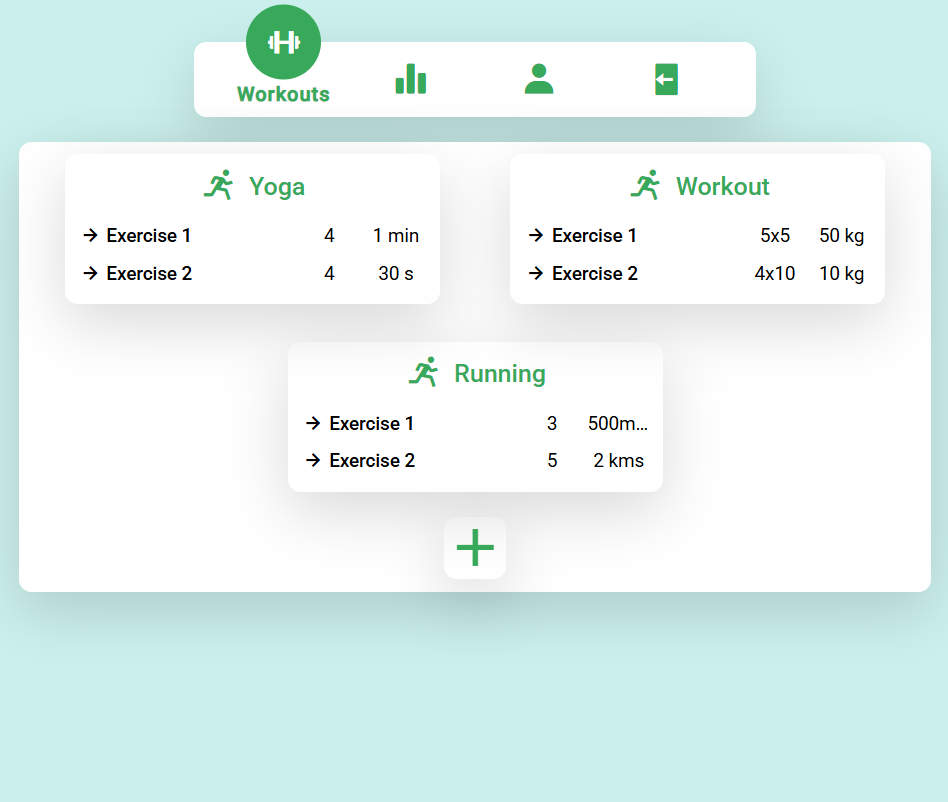 Workouts
Yoga
Exercise 1 4 1 min
Exercise 2 4 30 s
Workout
Exercise 1 5x5 50 kg
Exercise 2 4x10 10 kg
Running
Exercise 1 3 500m...
Exercise 2 5 2 kms